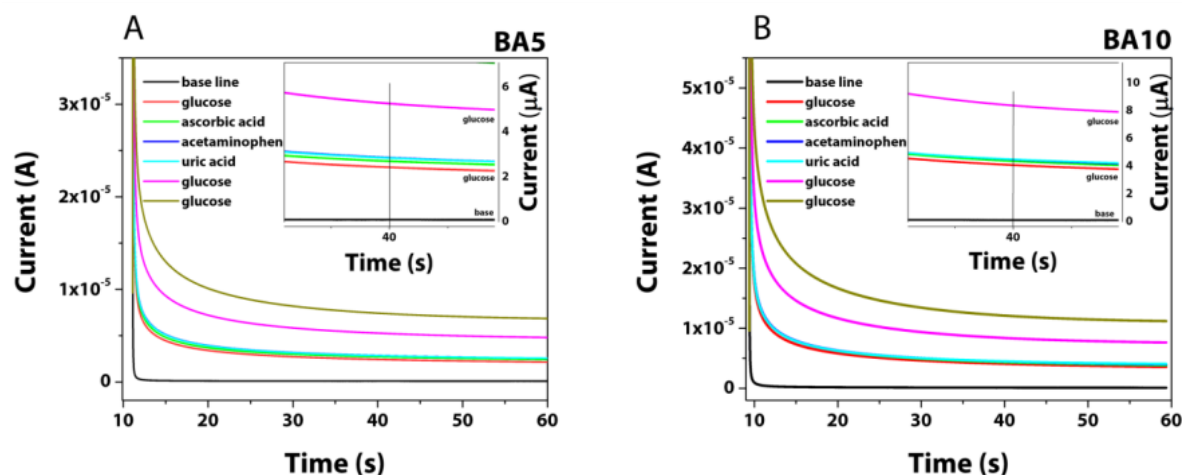 A
BA5
Current (A)
3x10⁻⁵
2x10⁻⁵
1x10⁻⁵
0
base line
glucose
ascorbic acid
acetaminophen
uric acid
glucose
glucose
glucose
glucose
base
6
4
2
0
Current (μA)
40
Time (s)
10 20 30 40 50 60
Time (s)
B
BA10
Current (A)
5x10⁻⁵
4x10⁻⁵
3x10⁻⁵
2x10⁻⁵
1x10⁻⁵
0
base line
glucose
ascorbic acid
acetaminophen
uric acid
glucose
glucose
glucose
glucose
base
10
8
6
4
2
0
Current (μA)
40
Time (s)
10 20 30 40 50 60
Time (s)